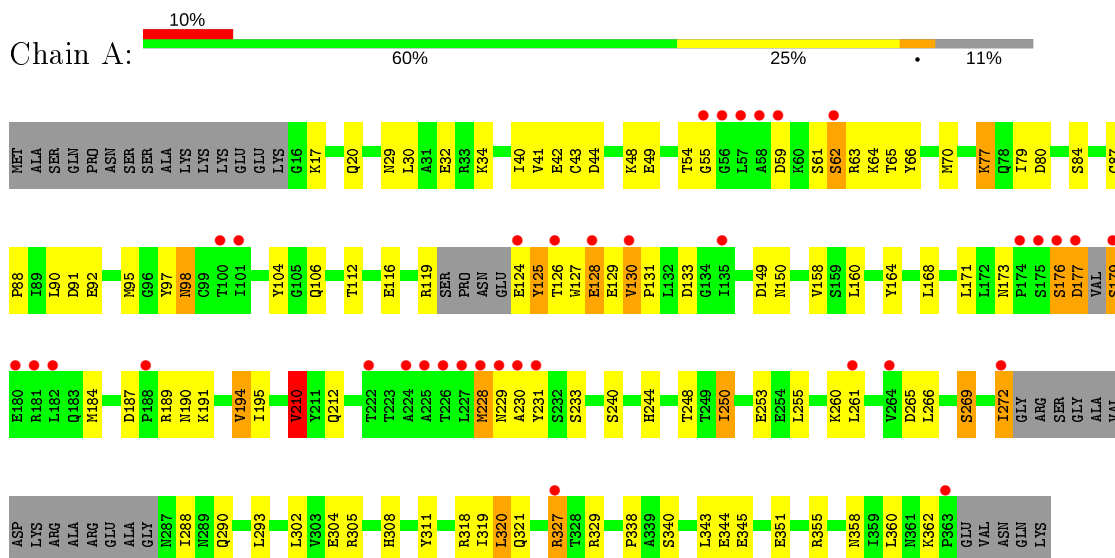 10%
Chain A:
60% 25% • 11%
MET ALA SER GLN PRO ASN SER SER ALA LYS LYS LYS GLU GLU LYS G16 K17 Q20 N29 L30 A31 E32 R33 K34 I40 V41 E42 C43 D44 K48 E49 T54 G55 G56 L57 A58 D59 K60 S61 S62 R63 K64 T65 Y66 M70 K77 Q78 I79 D80 S84 C87
P88 I89 L90 D91 E92 M95 G96 Y97 N98 C99 T100 I101 Y104 G105 Q106 T112 E116 R119 SER PRO ASN GLU E124 Y125 T126 W127 E128 E129 V130 P131 L132 D133 G134 I135 D149 N150 V158 S159 L160 Y164 L168 L171 L172 N173 P174 S175 S176 D177 VAL S179
E180 R181 L182 Q183 M184 D187 P188 R189 N190 K191 V194 I195 V210 Y211 Q212 T222 T223 A224 A225 T226 L227 M228 N229 A230 Y231 S232 S233 S240 H244 T248 T249 I250 E253 E254 L255 K260 L261 V264 D265 L266 S269 I272 GLY ARG SER GLY ALA VAL
ASP LYS ARG ALA ARG GLU ALA GLY N287 I288 N289 Q290 L293 L302 V303 E304 R305 H308 Y311 R318 I319 L320 Q321 R327 T328 R329 P338 A339 S340 L343 E344 E345 E351 R355 N358 I359 L360 N361 K362 P363 GLU VAL ASN GLN LYS